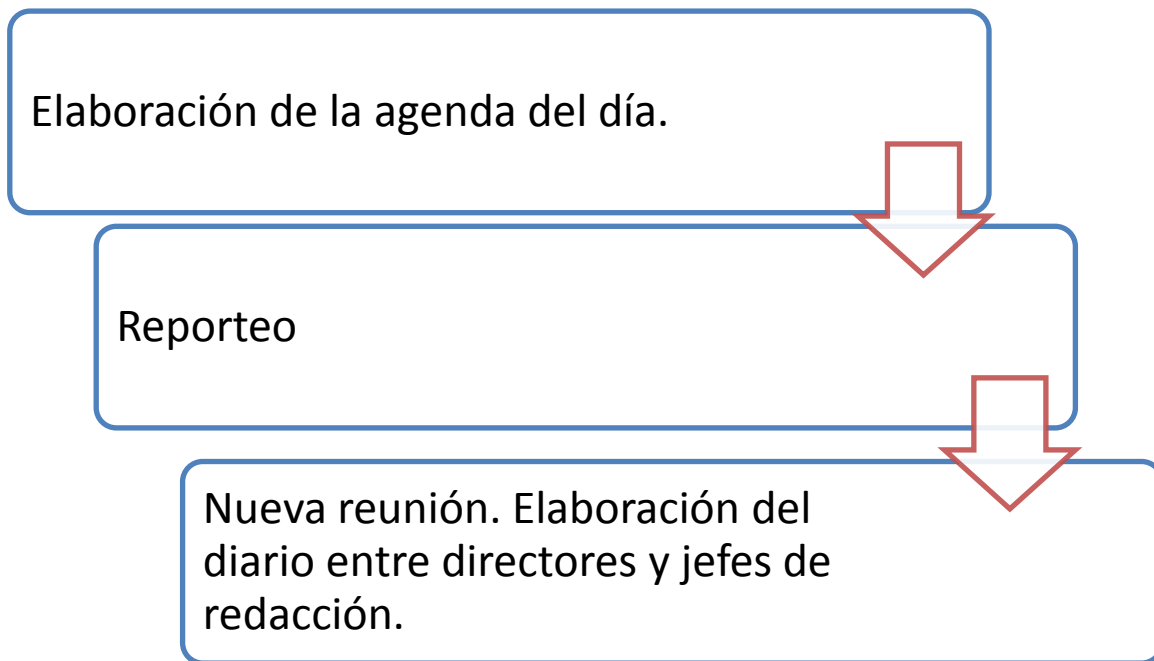 Elaboración de la agenda del día.
Reporteo
Nueva reunión. Elaboración del
diario entre directores y jefes de
redacción.